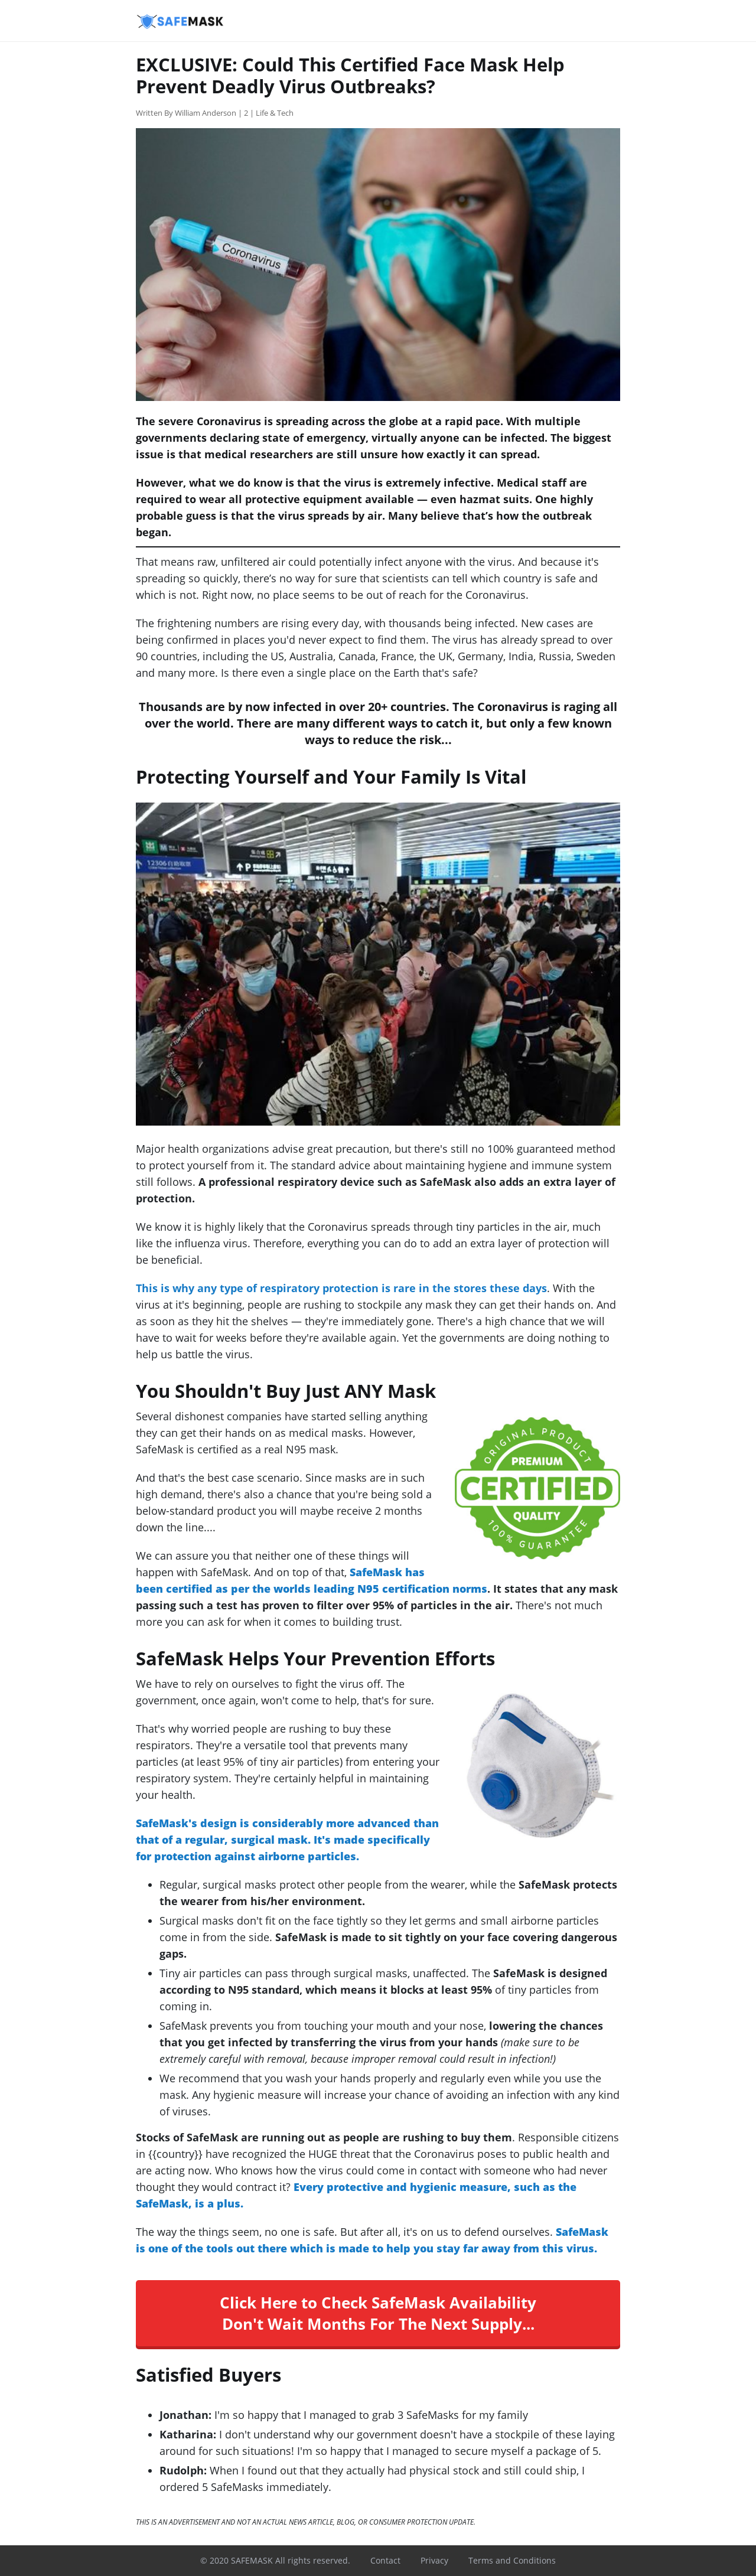 SAFEMASK
EXCLUSIVE: Could This Certified Face Mask Help
Prevent Deadly Virus Outbreaks?
Written By William Anderson | 2 | Life & Tech
Coronavirus
POSITIVE
The severe Coronavirus is spreading across the globe at a rapid pace. With multiple
governments declaring state of emergency, virtually anyone can be infected. The biggest
issue is that medical researchers are still unsure how exactly it can spread.
However, what we do know is that the virus is extremely infective. Medical staff are
required to wear all protective equipment available — even hazmat suits. One highly
probable guess is that the virus spreads by air. Many believe that’s how the outbreak
began.
That means raw, unfiltered air could potentially infect anyone with the virus. And because it's
spreading so quickly, there’s no way for sure that scientists can tell which country is safe and
which is not. Right now, no place seems to be out of reach for the Coronavirus.
The frightening numbers are rising every day, with thousands being infected. New cases are
being confirmed in places you'd never expect to find them. The virus has already spread to over
90 countries, including the US, Australia, Canada, France, the UK, Germany, India, Russia, Sweden
and many more. Is there even a single place on the Earth that's safe?
Thousands are by now infected in over 20+ countries. The Coronavirus is raging all
over the world. There are many different ways to catch it, but only a few known
ways to reduce the risk...
Protecting Yourself and Your Family Is Vital
12306
Major health organizations advise great precaution, but there's still no 100% guaranteed method
to protect yourself from it. The standard advice about maintaining hygiene and immune system
still follows. A professional respiratory device such as SafeMask also adds an extra layer of
protection.
We know it is highly likely that the Coronavirus spreads through tiny particles in the air, much
like the influenza virus. Therefore, everything you can do to add an extra layer of protection will
be beneficial.
This is why any type of respiratory protection is rare in the stores these days. With the
virus at it's beginning, people are rushing to stockpile any mask they can get their hands on. And
as soon as they hit the shelves — they're immediately gone. There's a high chance that we will
have to wait for weeks before they're available again. Yet the governments are doing nothing to
help us battle the virus.
You Shouldn't Buy Just ANY Mask
Several dishonest companies have started selling anything
they can get their hands on as medical masks. However,
SafeMask is certified as a real N95 mask.
And that's the best case scenario. Since masks are in such
high demand, there's also a chance that you're being sold a
below-standard product you will maybe receive 2 months
down the line....
ORIGINAL PRODUCT
PREMIUM
CERTIFIED
QUALITY
100% GUARANTEE
We can assure you that neither one of these things will
happen with SafeMask. And on top of that, SafeMask has
been certified as per the worlds leading N95 certification norms. It states that any mask
passing such a test has proven to filter over 95% of particles in the air. There's not much
more you can ask for when it comes to building trust.
SafeMask Helps Your Prevention Efforts
We have to rely on ourselves to fight the virus off. The
government, once again, won't come to help, that's for sure.
That's why worried people are rushing to buy these
respirators. They're a versatile tool that prevents many
particles (at least 95% of tiny air particles) from entering your
respiratory system. They're certainly helpful in maintaining
your health.
SafeMask's design is considerably more advanced than
that of a regular, surgical mask. It's made specifically
for protection against airborne particles.
• Regular, surgical masks protect other people from the wearer, while the SafeMask protects
the wearer from his/her environment.
• Surgical masks don't fit on the face tightly so they let germs and small airborne particles
come in from the side. SafeMask is made to sit tightly on your face covering dangerous
gaps.
• Tiny air particles can pass through surgical masks, unaffected. The SafeMask is designed
according to N95 standard, which means it blocks at least 95% of tiny particles from
coming in.
• SafeMask prevents you from touching your mouth and your nose, lowering the chances
that you get infected by transferring the virus from your hands (make sure to be
extremely careful with removal, because improper removal could result in infection!)
• We recommend that you wash your hands properly and regularly even while you use the
mask. Any hygienic measure will increase your chance of avoiding an infection with any kind
of viruses.
Stocks of SafeMask are running out as people are rushing to buy them. Responsible citizens
in {{country}} have recognized the HUGE threat that the Coronavirus poses to public health and
are acting now. Who knows how the virus could come in contact with someone who had never
thought they would contract it? Every protective and hygienic measure, such as the
SafeMask, is a plus.
The way the things seem, no one is safe. But after all, it's on us to defend ourselves. SafeMask
is one of the tools out there which is made to help you stay far away from this virus.
Click Here to Check SafeMask Availability
Don't Wait Months For The Next Supply...
Satisfied Buyers
• Jonathan: I'm so happy that I managed to grab 3 SafeMasks for my family
• Katharina: I don't understand why our government doesn't have a stockpile of these laying
around for such situations! I'm so happy that I managed to secure myself a package of 5.
• Rudolph: When I found out that they actually had physical stock and still could ship, I
ordered 5 SafeMasks immediately.
THIS IS AN ADVERTISEMENT AND NOT AN ACTUAL NEWS ARTICLE, BLOG, OR CONSUMER PROTECTION UPDATE.
© 2020 SAFEMASK All rights reserved. Contact Privacy Terms and Conditions